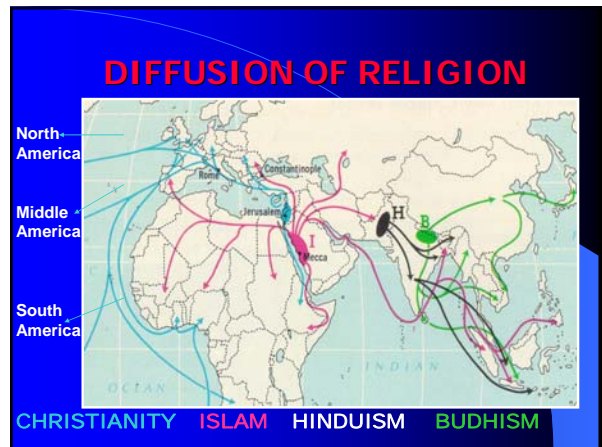 DIFFUSION OF RELIGION
North
America
Constantinople
Rome
Middle
America
Jerusalem
H
B
I
Mecca
South
America
INDIAN
OCEAN
CHRISTIANITY ISLAM HINDUISM BUDHISM